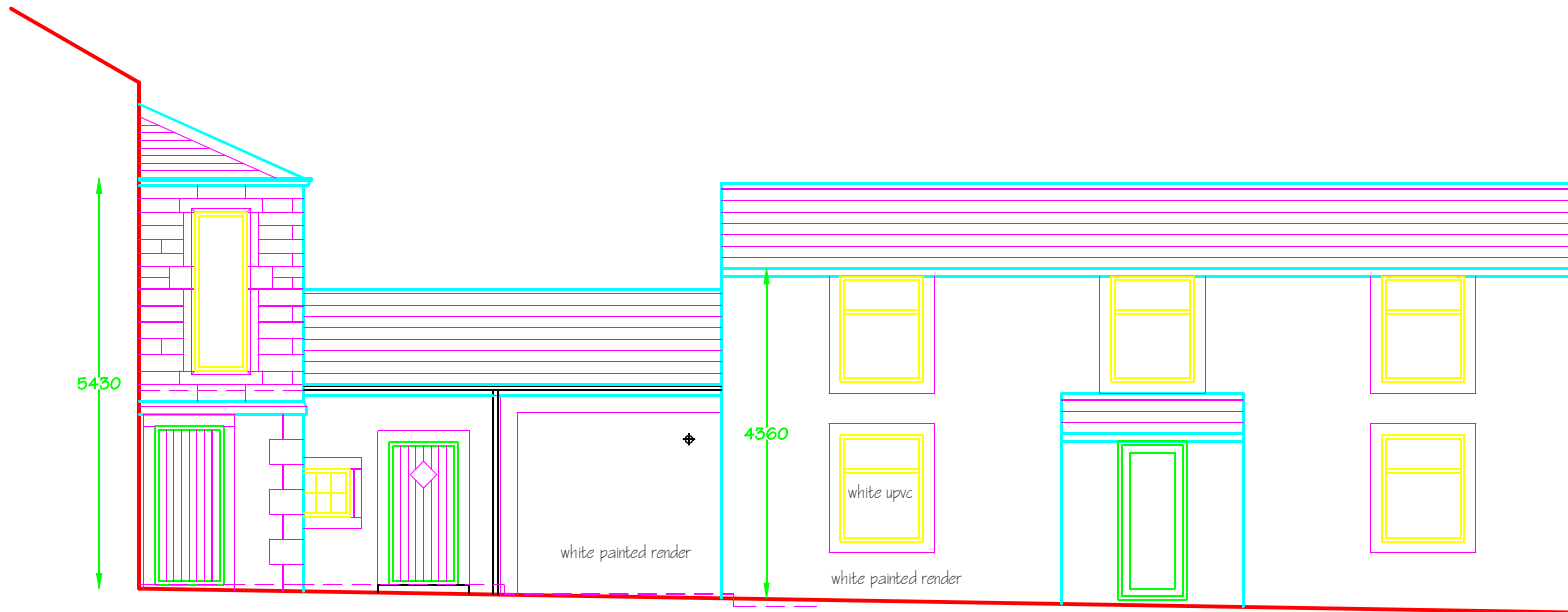 5430
4360
white upvc
white painted render
white painted render